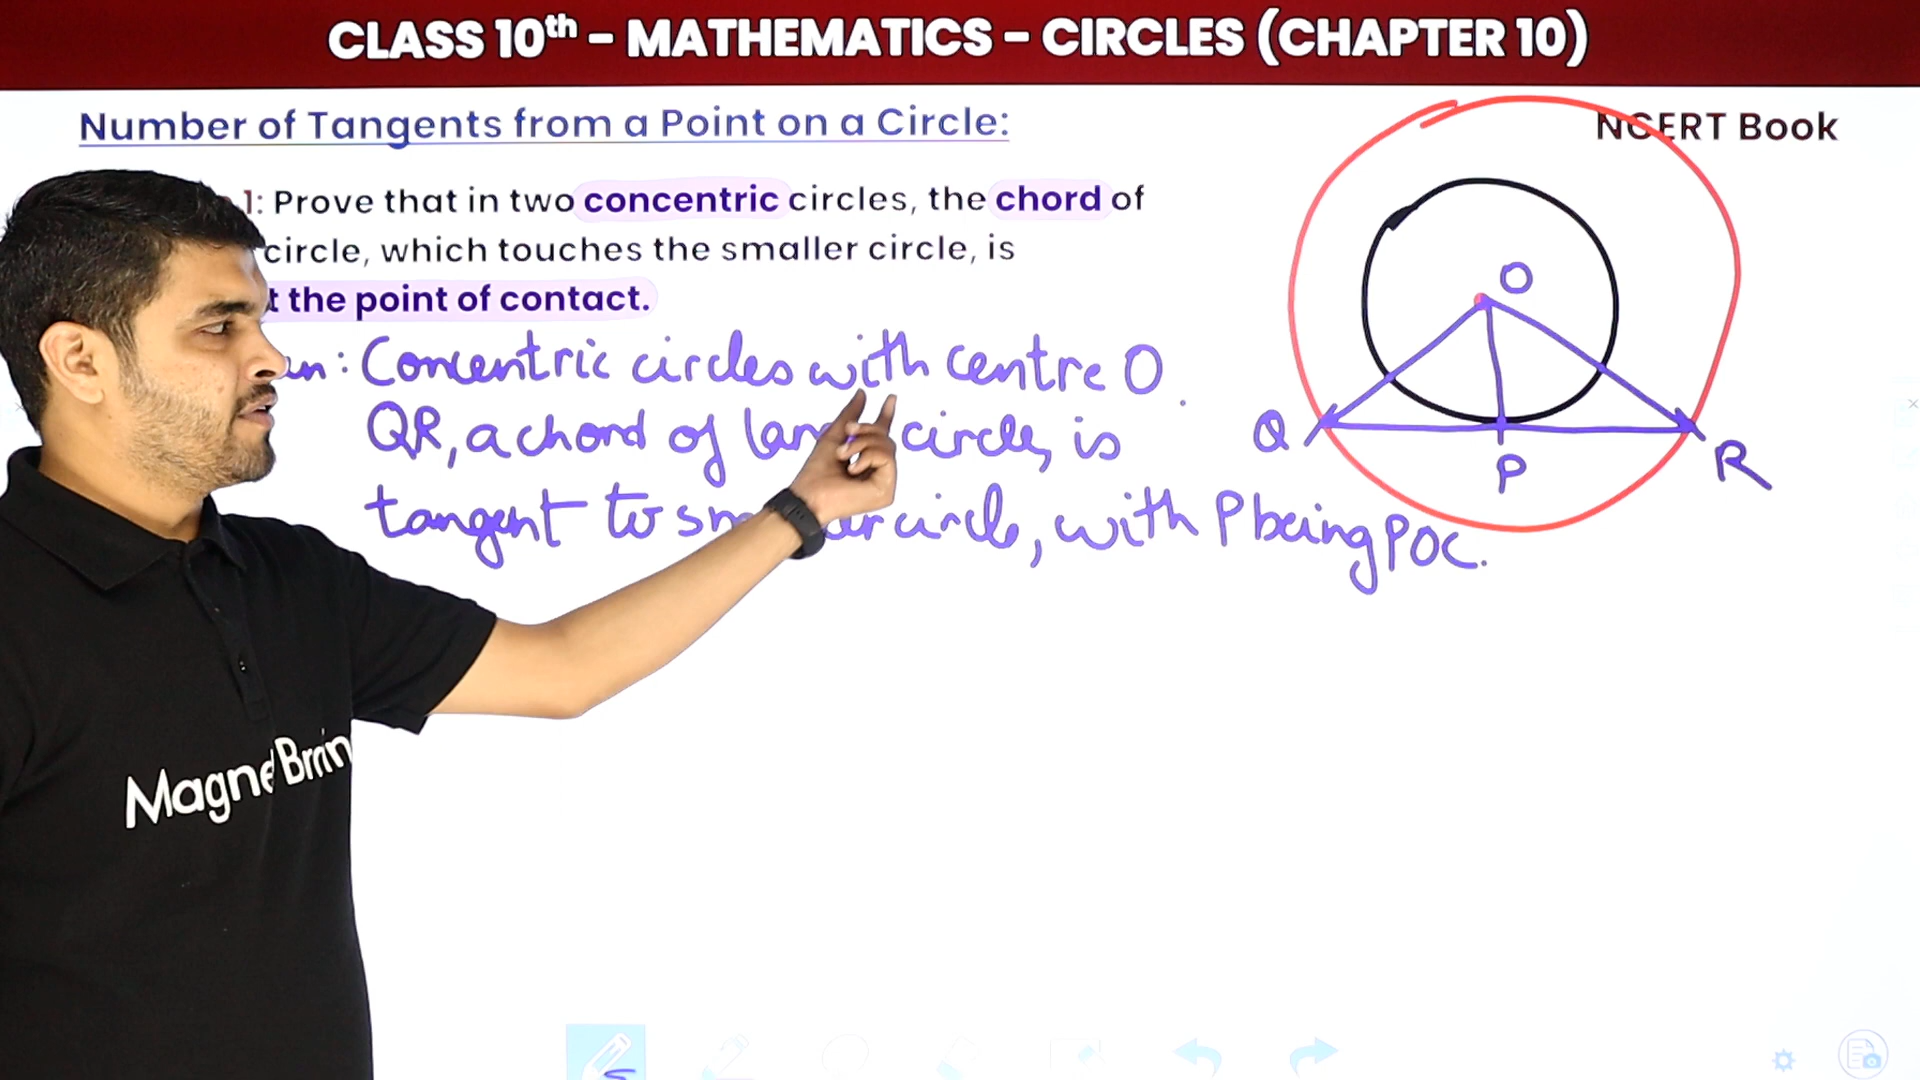 CLASS 10th - MATHEMATICS - CIRCLES (CHAPTER 10)
Number of Tangents from a Point on a Circle:
NCERT Book
1: Prove that in two concentric circles, the chord of
circle, which touches the smaller circle, is
the point of contact.
Concentric circles with centre O.
QR, a chord of circle, is
tangent to circle, with P being POC.
O
Q
P
R
Magnet Brain